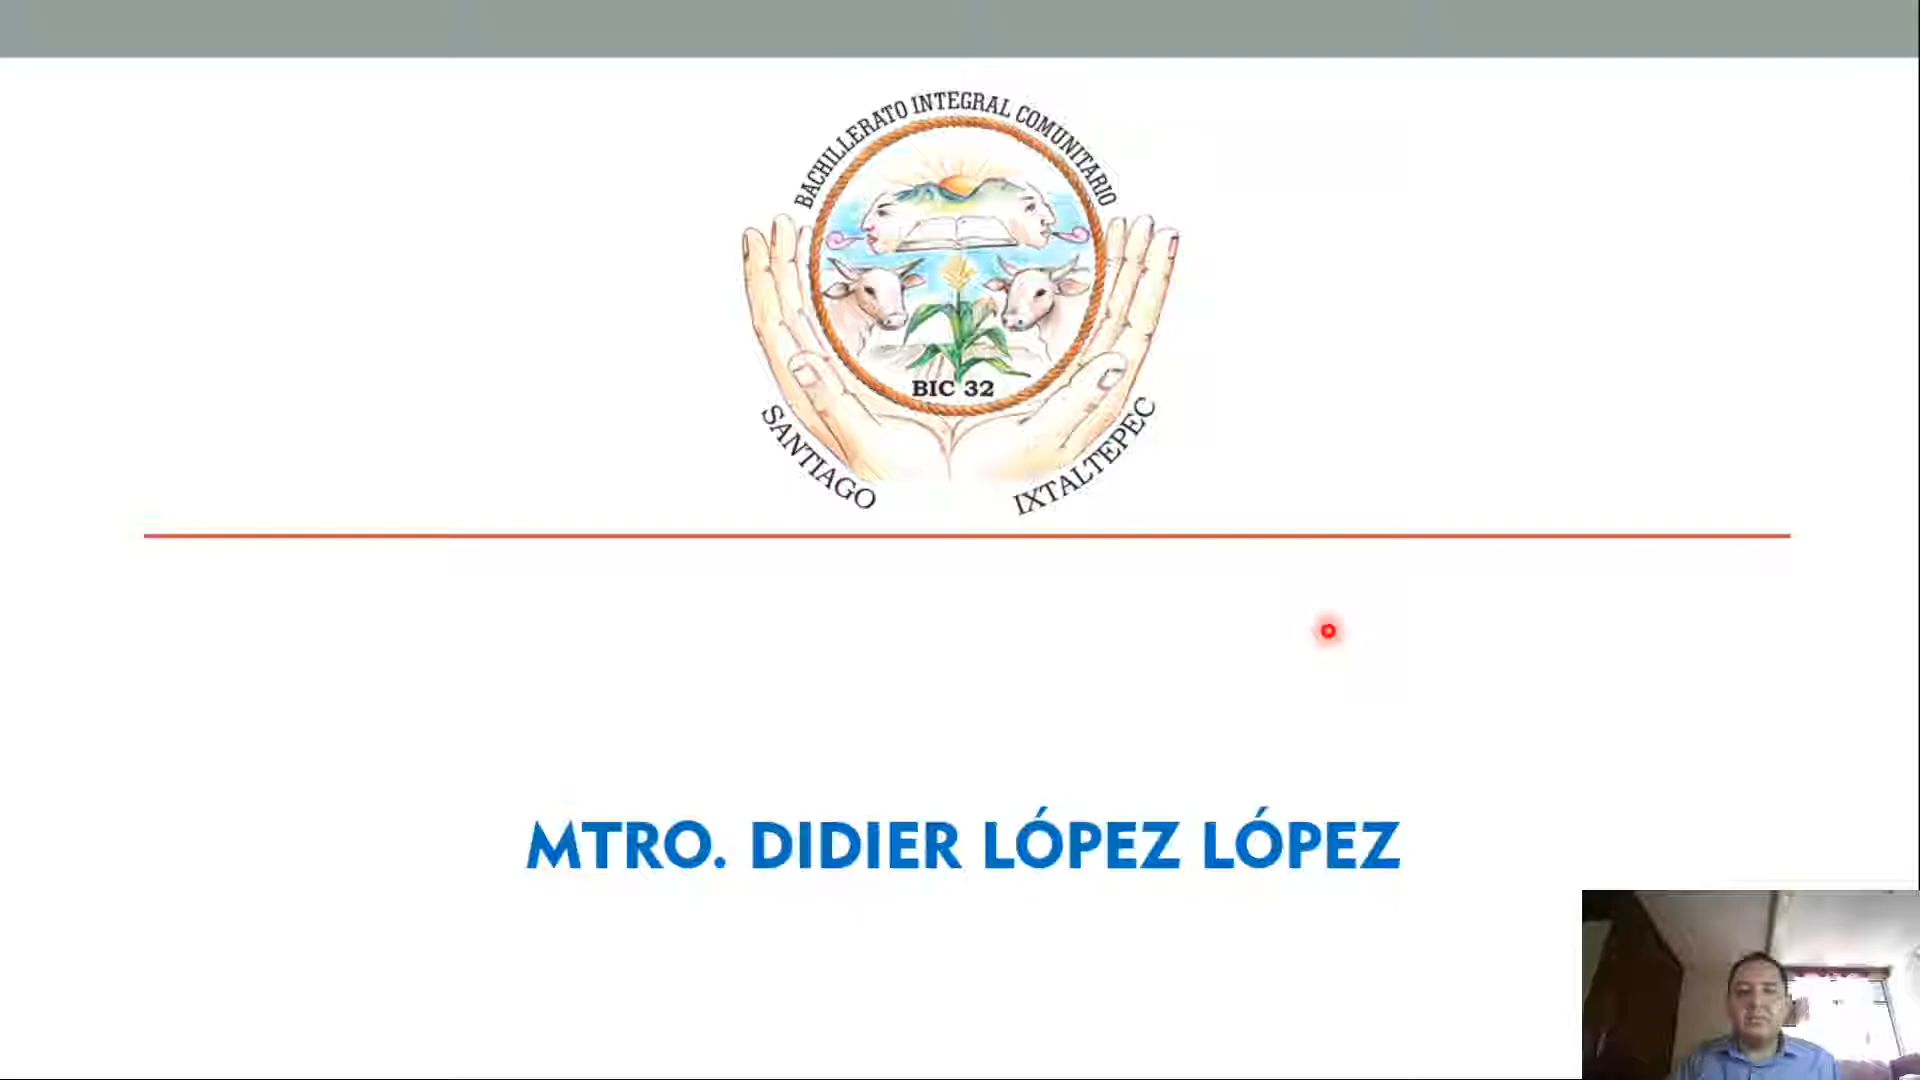 BACHILLERATO INTEGRAL COMUNITARIO
BIC 32
SANTIAGO
IXTALTEPEC
MTRO. DIDIER LÓPEZ LÓPEZ